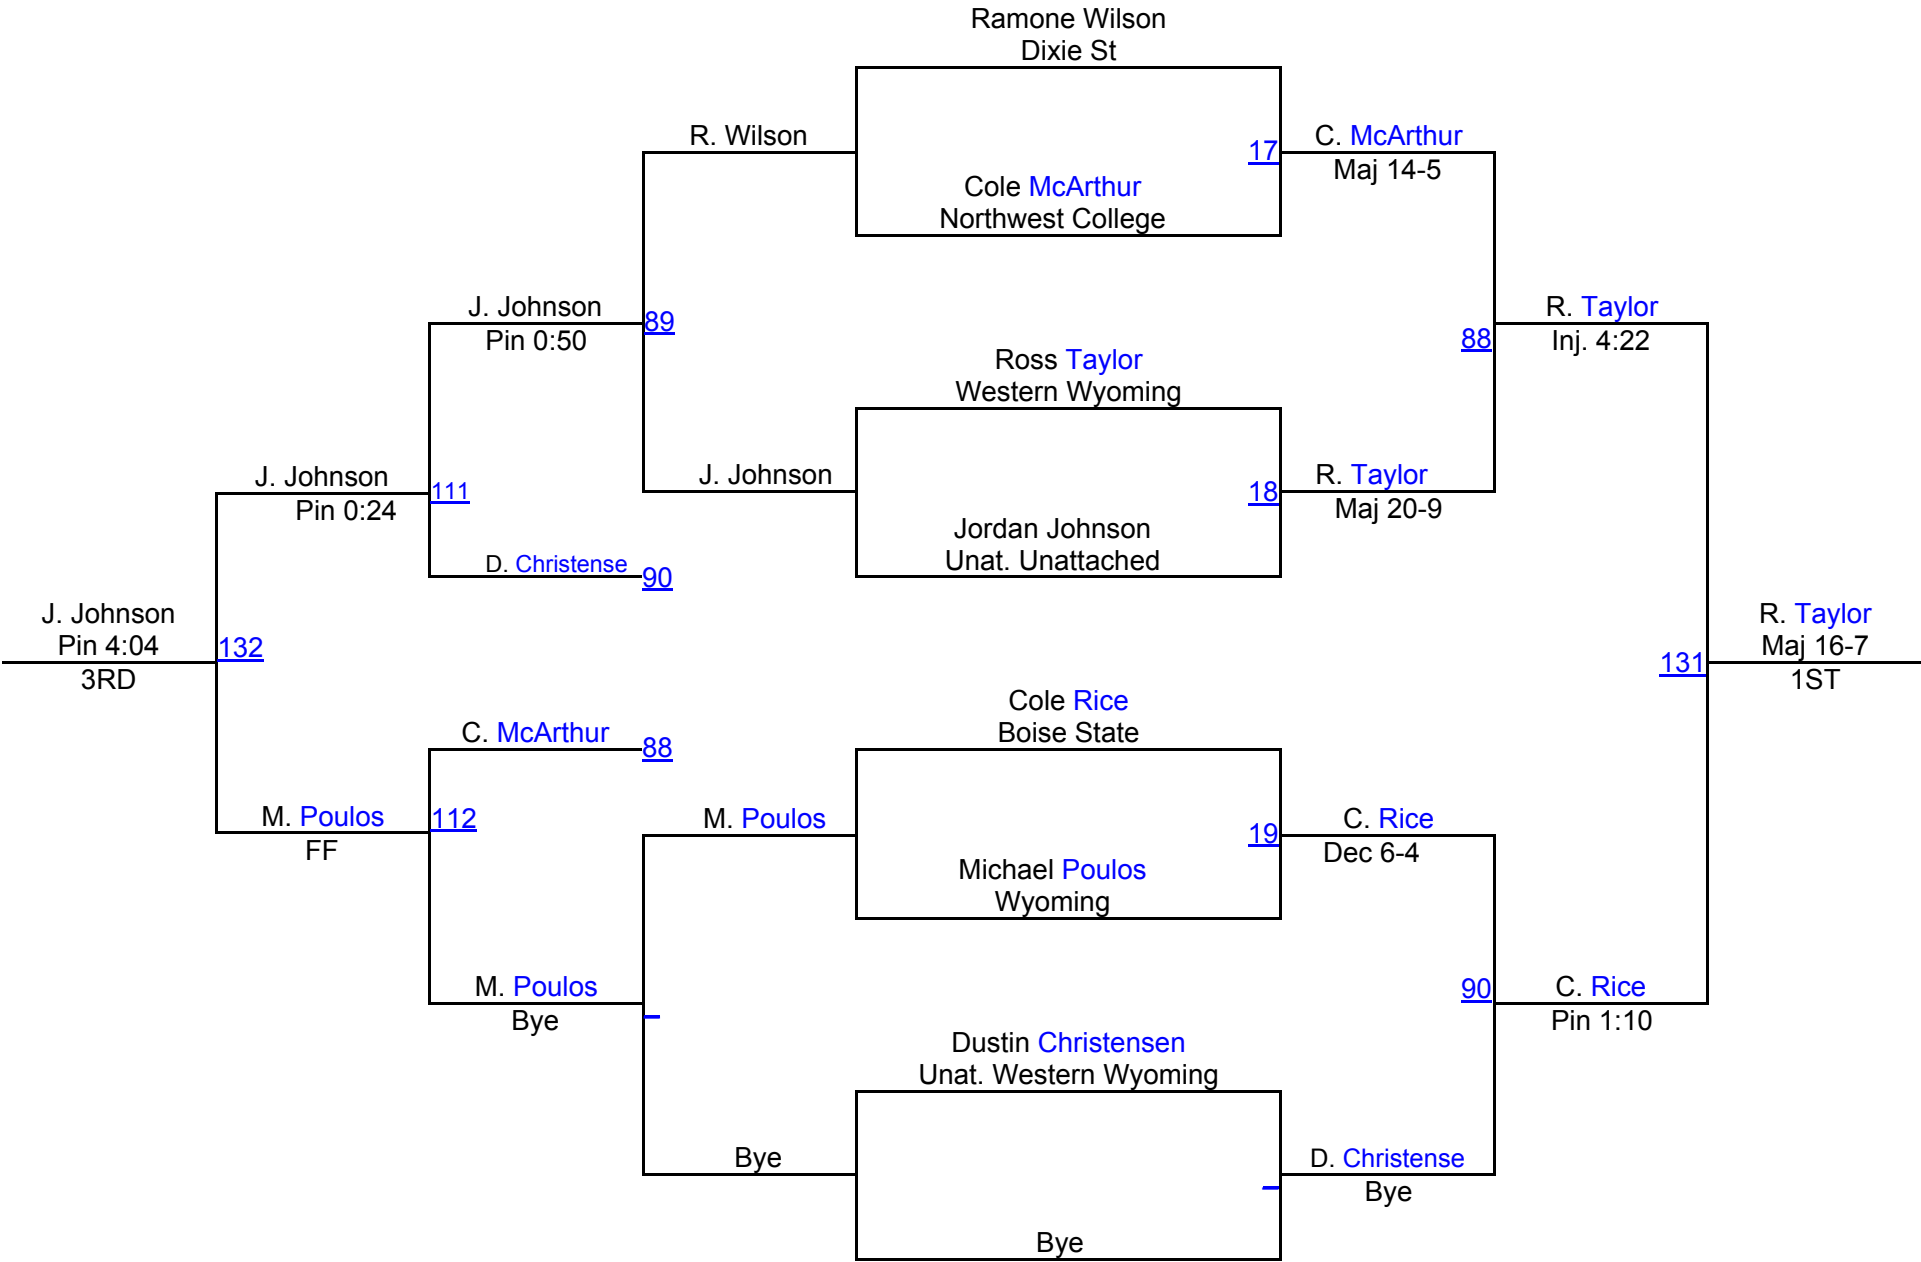 Ramone Wilson
Dixie St
R. Wilson
17
C. McArthur
Maj 14-5
Cole McArthur
Northwest College
J. Johnson
Pin 0:50
89
R. Taylor
Inj. 4:22
88
Ross Taylor
Western Wyoming
J. Johnson
Pin 0:24
111
J. Johnson
18
R. Taylor
Maj 20-9
Jordan Johnson
Unat. Unattached
D. Christense
90
J. Johnson
Pin 4:04
3RD
132
R. Taylor
Maj 16-7
1ST
131
Cole Rice
Boise State
C. McArthur
88
M. Poulos
FF
112
M. Poulos
19
C. Rice
Dec 6-4
Michael Poulos
Wyoming
M. Poulos
Bye
90
C. Rice
Pin 1:10
Dustin Christensen
Unat. Western Wyoming
Bye
D. Christense
Bye
Bye